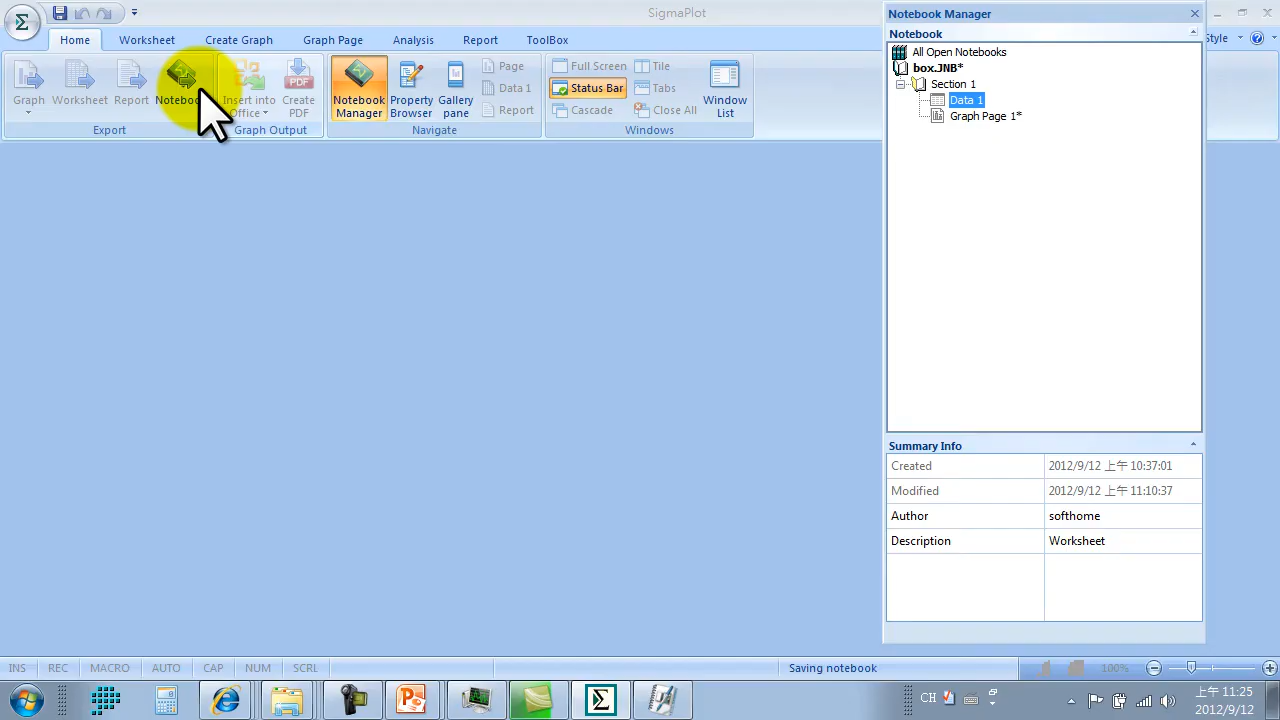 SigmaPlot
Home
Worksheet
Create Graph
Graph Page
Analysis
Report
ToolBox
Style
Graph
Worksheet
Report
Export
Insert into
Office
Create
PDF
Graph Output
Notebook
Manager
Property
Browser
Gallery
pane
Page
Data 1
Report
Navigate
Full Screen
Status Bar
Cascade
Tile
Tabs
Close All
Window
List
Windows
Notebook Manager
Notebook
All Open Notebooks
box.JNB*
Section 1
Data 1
Graph Page 1*
Summary Info
Created 2012/9/12 上午 10:37:01
Modified 2012/9/12 上午 11:10:37
Author softhome
Description Worksheet
INS REC MACRO AUTO CAP NUM SCRL
Saving notebook
100%
CH
上午 11:25
2012/9/12